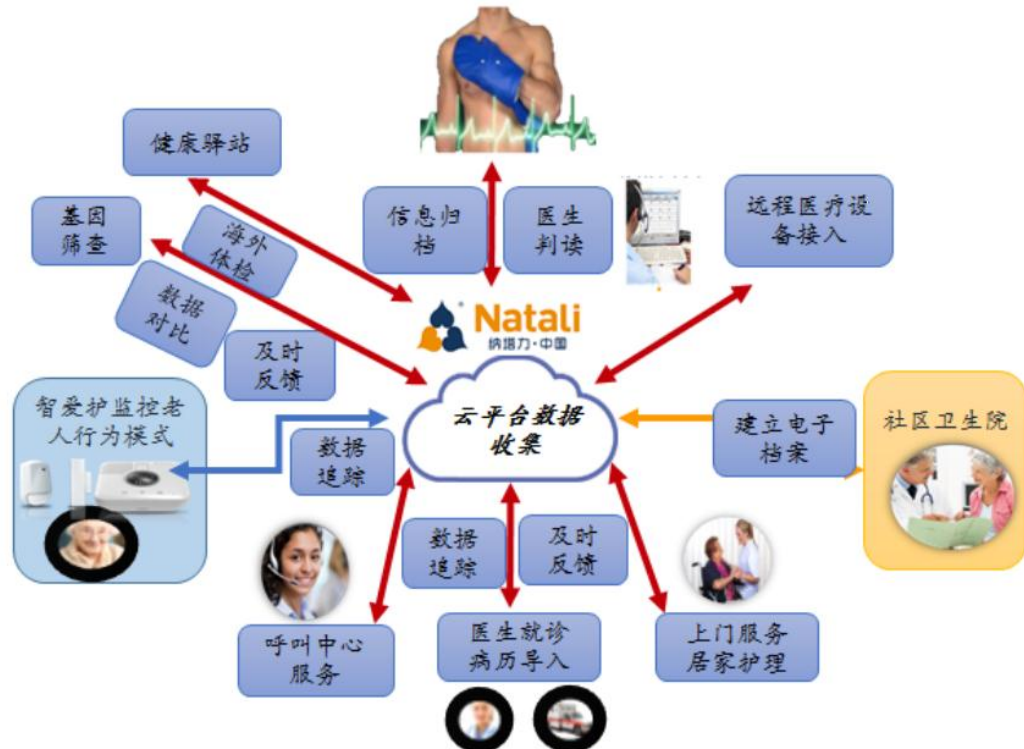 健康驿站
基因
筛查
海外
体检
数据
对比
及时
反馈
信息归
档
医生
判读
远程医疗设
备接入
Natali
纳塔力·中国
云平台数据
收集
智爱护监控老
人行为模式
数据
追踪
建立电子
档案
社区卫生院
数据
追踪
及时
反馈
呼叫中心
服务
医生就诊
病历导入
上门服务
居家护理